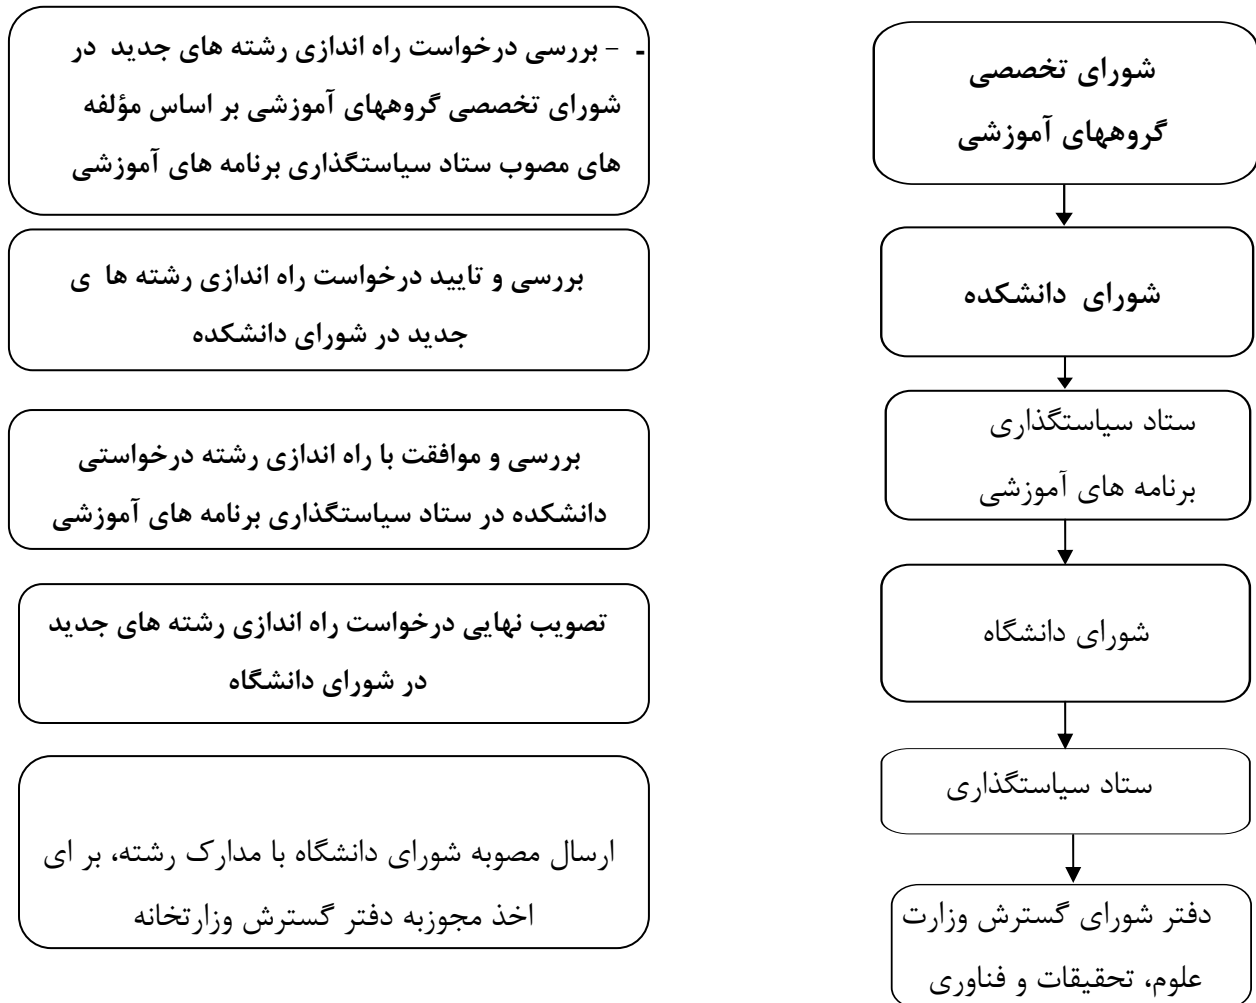 شورای تخصصی
گروههای آموزشی
- – بررسی درخواست راه اندازی رشته های جدید در
شورای تخصصی گروههای آموزشی بر اساس مؤلفه
های مصوب ستاد سیاستگذاری برنامه های آموزشی
شورای دانشکده
بررسی و تایید درخواست راه اندازی رشته ها ی
جدید در شورای دانشکده
ستاد سیاستگذاری
برنامه های آموزشی
بررسی و موافقت با راه اندازی رشته درخواستی
دانشکده در ستاد سیاستگذاری برنامه های آموزشی
شورای دانشگاه
تصویب نهایی درخواست راه اندازی رشته های جدید
در شورای دانشگاه
ستاد سیاستگذاری
ارسال مصوبه شورای دانشگاه با مدارک رشته، بر ای
اخذ مجوزبه دفتر گسترش وزارتخانه
دفتر شورای گسترش وزارت
علوم، تحقیقات و فناوری